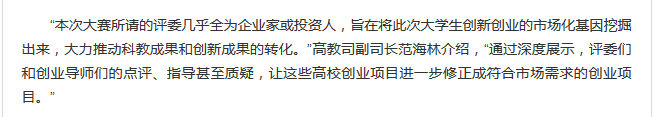 “本次大赛所请的评委几乎全为企业家或投资人，旨在将此次大学生创新创业的市场化基因挖掘
出来，大力推动科教成果和创新成果的转化。”高教司副司长范海林介绍，“通过深度展示，评委们
和创业导师们的点评、指导甚至质疑，让这些高校创业项目进一步修正成符合市场需求的创业项
目。”